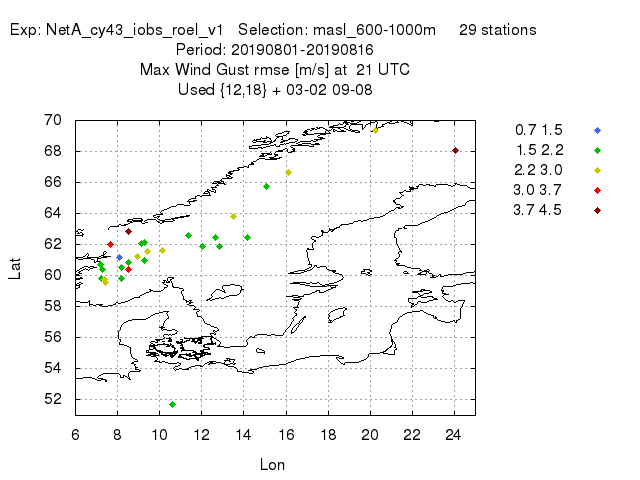 Exp: NetA_cy43_iobs_roel_v1 Selection: masl_600-1000m 29 stations
Period: 20190801-20190816
Max Wind Gust rmse [m/s] at 21 UTC
Used {12,18} + 03-02 09-08
70
68
66
64
62
60
58
56
54
52
Lat
6 8 10 12 14 16 18 20 22 24
Lon
0.7 1.5
1.5 2.2
2.2 3.0
3.0 3.7
3.7 4.5